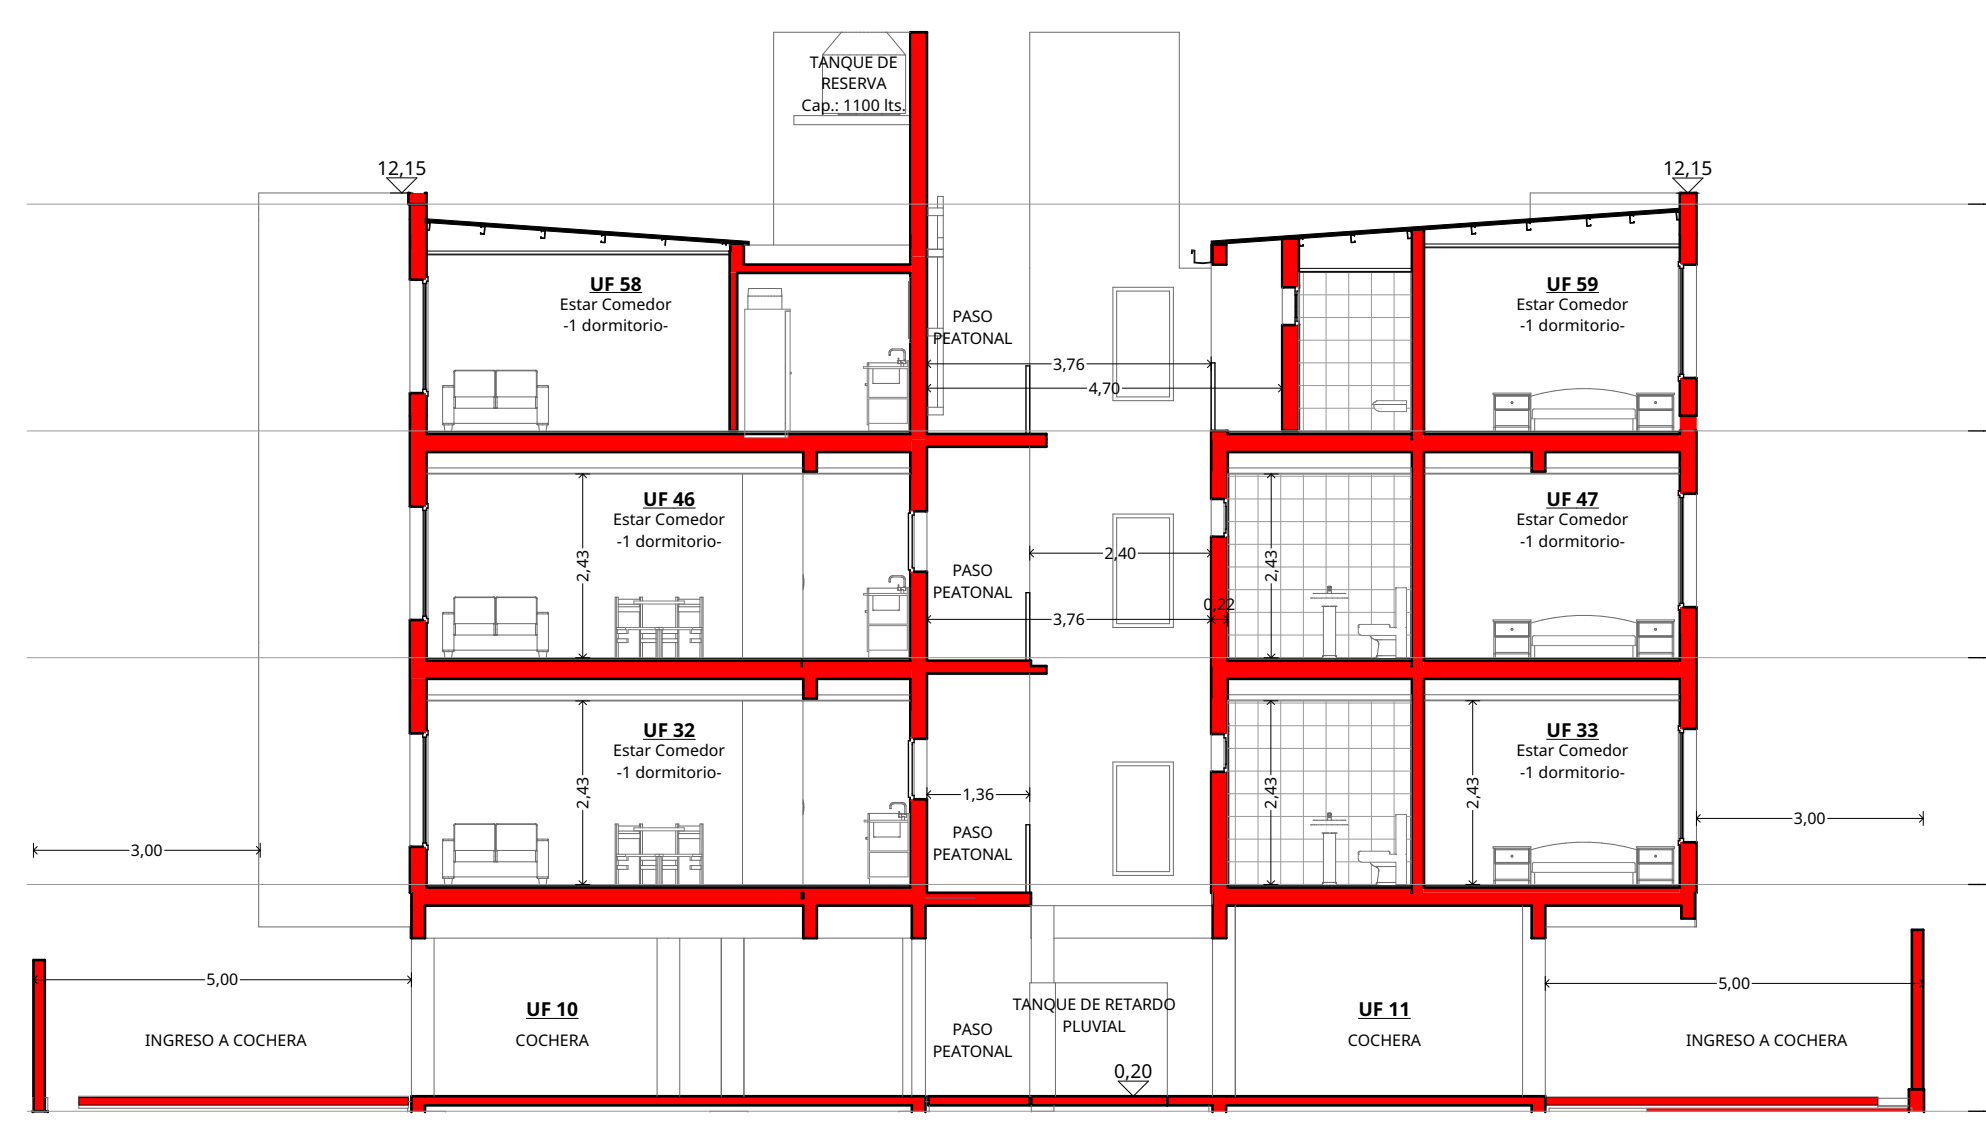 TANQUE DE
RESERVA
Cap.: 1100 lts.
12,15
12,15
UF 58
Estar Comedor
-1 dormitorio-
PASO
PEATONAL
3,76
4,70
UF 59
Estar Comedor
-1 dormitorio-
UF 46
Estar Comedor
-1 dormitorio-
2,43
PASO
PEATONAL
2,40
3,76
0,22
2,43
UF 47
Estar Comedor
-1 dormitorio-
UF 32
Estar Comedor
-1 dormitorio-
2,43
1,36
PASO
PEATONAL
2,43
2,43
UF 33
Estar Comedor
-1 dormitorio-
3,00
3,00
5,00
INGRESO A COCHERA
UF 10
COCHERA
PASO
PEATONAL
TANQUE DE RETARDO
PLUVIAL
0,20
UF 11
COCHERA
5,00
INGRESO A COCHERA